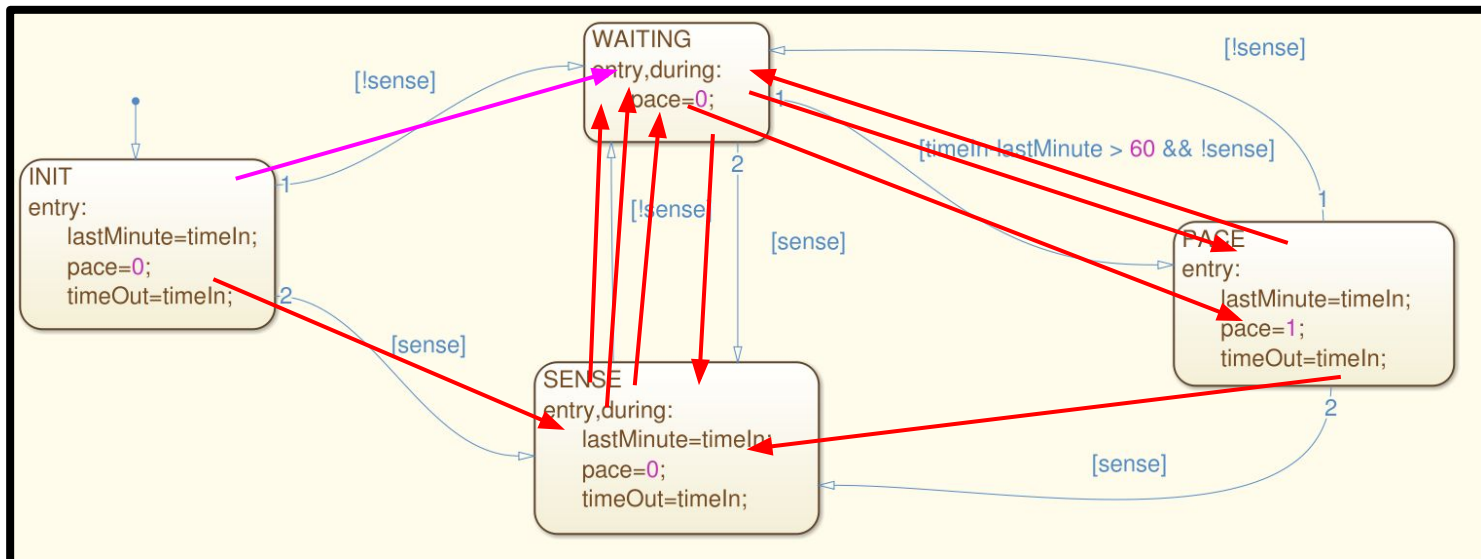 WAITING
entry,during:
pace=0;
[!sense]
[!sense]
1
[timeIn-lastMinute > 60 && !sense]
2
INIT
entry:
lastMinute=timeIn;
pace=0;
timeOut=timeIn;
1
2
[!sense]
[sense]
1
PACE
entry:
lastMinute=timeIn;
pace=1;
timeOut=timeIn;
2
[sense]
SENSE
entry,during:
lastMinute=timeIn;
pace=0;
timeOut=timeIn;
[sense]